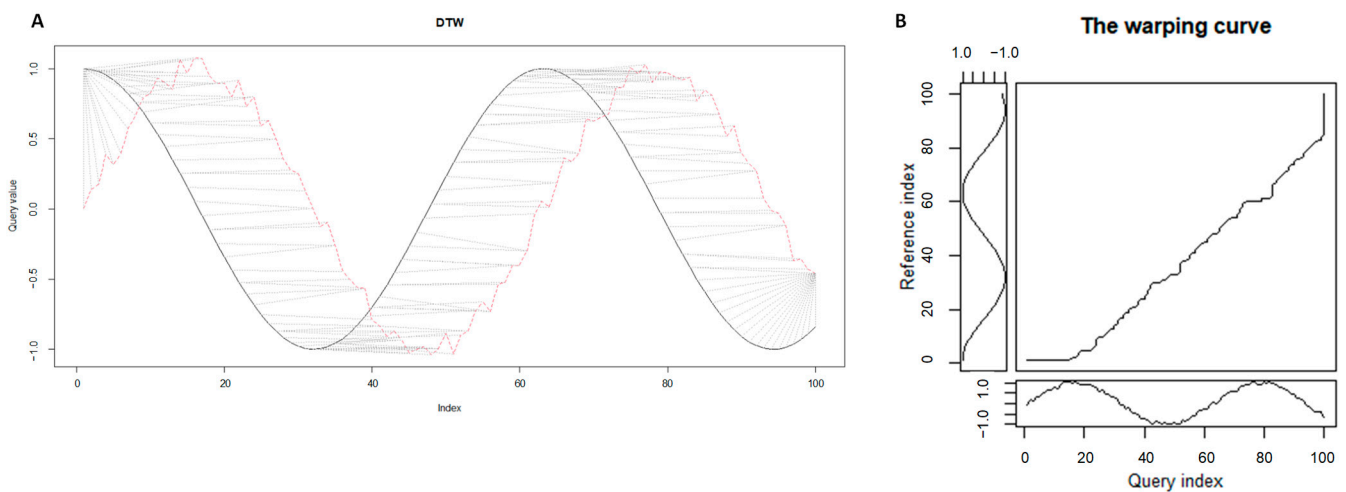 A
DTW
Query value
1.0
0.5
0.0
−0.5
−1.0
0 20 40 60 80 100
Index
B
The warping curve
1.0 −1.0
Reference index
100
80
60
40
20
0
1.0
−1.0
0 20 40 60 80 100
Query index